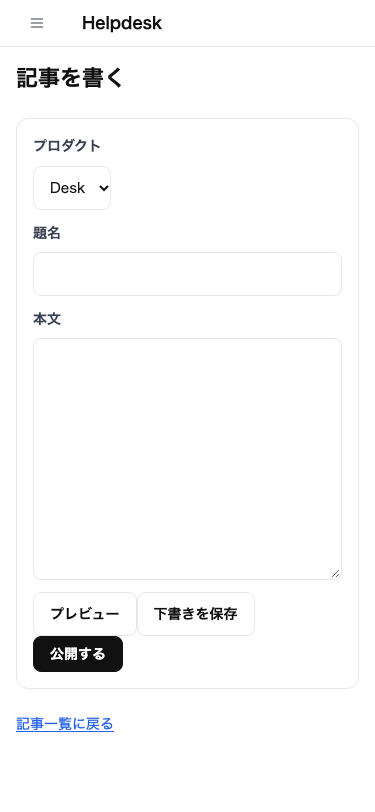 Helpdesk
記事を書く
プロダクト
Desk
題名
本文
プレビュー 下書きを保存
公開する
記事一覧に戻る